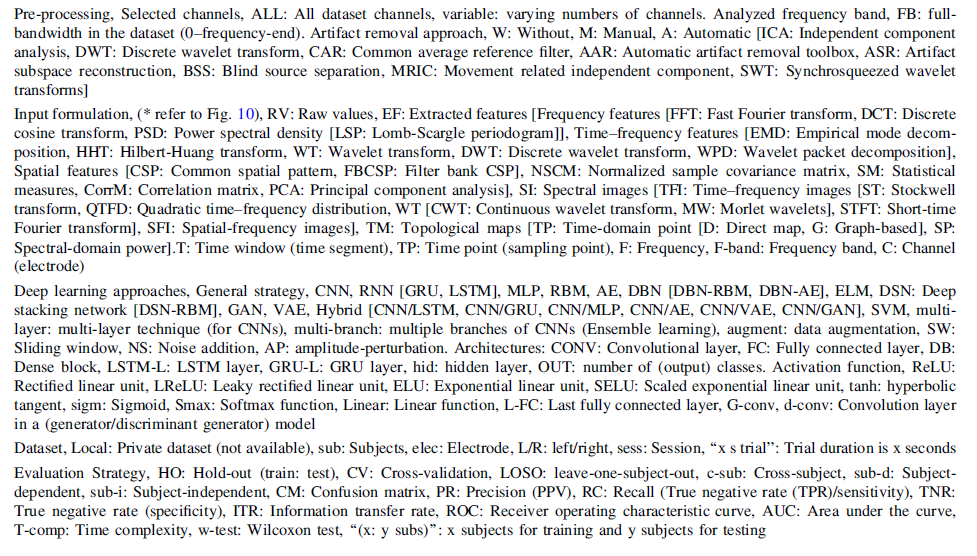 Pre-processing, Selected channels, ALL: All dataset channels, variable: varying numbers of channels. Analyzed frequency band, FB: full-
bandwidth in the dataset (0–frequency-end). Artifact removal approach, W: Without, M: Manual, A: Automatic [ICA: Independent component
analysis, DWT: Discrete wavelet transform, CAR: Common average reference filter, AAR: Automatic artifact removal toolbox, ASR: Artifact
subspace reconstruction, BSS: Blind source separation, MRIC: Movement related independent component, SWT: Synchrosqueezed wavelet
transforms]
Input formulation, (* refer to Fig. 10), RV: Raw values, EF: Extracted features [Frequency features [FFT: Fast Fourier transform, DCT: Discrete
cosine transform, PSD: Power spectral density [LSP: Lomb-Scargle periodogram]], Time–frequency features [EMD: Empirical mode decom-
position, HHT: Hilbert-Huang transform, WT: Wavelet transform, DWT: Discrete wavelet transform, WPD: Wavelet packet decomposition],
Spatial features [CSP: Common spatial pattern, FBCSP: Filter bank CSP], NSCM: Normalized sample covariance matrix, SM: Statistical
measures, CorrM: Correlation matrix, PCA: Principal component analysis], SI: Spectral images [TFI: Time–frequency images [ST: Stockwell
transform, QTFD: Quadratic time–frequency distribution, WT [CWT: Continuous wavelet transform, MW: Morlet wavelets], STFT: Short-time
Fourier transform], SFI: Spatial-frequency images], TM: Topological maps [TP: Time-domain point [D: Direct map, G: Graph-based], SP:
Spectral-domain power].T: Time window (time segment), TP: Time point (sampling point), F: Frequency, F-band: Frequency band, C: Channel
(electrode)
Deep learning approaches, General strategy, CNN, RNN [GRU, LSTM], MLP, RBM, AE, DBN [DBN-RBM, DBN-AE], ELM, DSN: Deep
stacking network [DSN-RBM], GAN, VAE, Hybrid [CNN/LSTM, CNN/GRU, CNN/MLP, CNN/AE, CNN/VAE, CNN/GAN], SVM, multi-
layer: multi-layer technique (for CNNs), multi-branch: multiple branches of CNNs (Ensemble learning), augment: data augmentation, SW:
Sliding window, NS: Noise addition, AP: amplitude-perturbation. Architectures: CONV: Convolutional layer, FC: Fully connected layer, DB:
Dense block, LSTM-L: LSTM layer, GRU-L: GRU layer, hid: hidden layer, OUT: number of (output) classes. Activation function, ReLU:
Rectified linear unit, LReLU: Leaky rectified linear unit, ELU: Exponential linear unit, SELU: Scaled exponential linear unit, tanh: hyperbolic
tangent, sigm: Sigmoid, Smax: Softmax function, Linear: Linear function, L-FC: Last fully connected layer, G-conv, d-conv: Convolution layer
in a (generator/discriminant generator) model
Dataset, Local: Private dataset (not available), sub: Subjects, elec: Electrode, L/R: left/right, sess: Session, “x s trial”: Trial duration is x seconds
Evaluation Strategy, HO: Hold-out (train: test), CV: Cross-validation, LOSO: leave-one-subject-out, c-sub: Cross-subject, sub-d: Subject-
dependent, sub-i: Subject-independent, CM: Confusion matrix, PR: Precision (PPV), RC: Recall (True negative rate (TPR)/sensitivity), TNR:
True negative rate (specificity), ITR: Information transfer rate, ROC: Receiver operating characteristic curve, AUC: Area under the curve,
T-comp: Time complexity, w-test: Wilcoxon test, “(x: y subs)”: x subjects for training and y subjects for testing